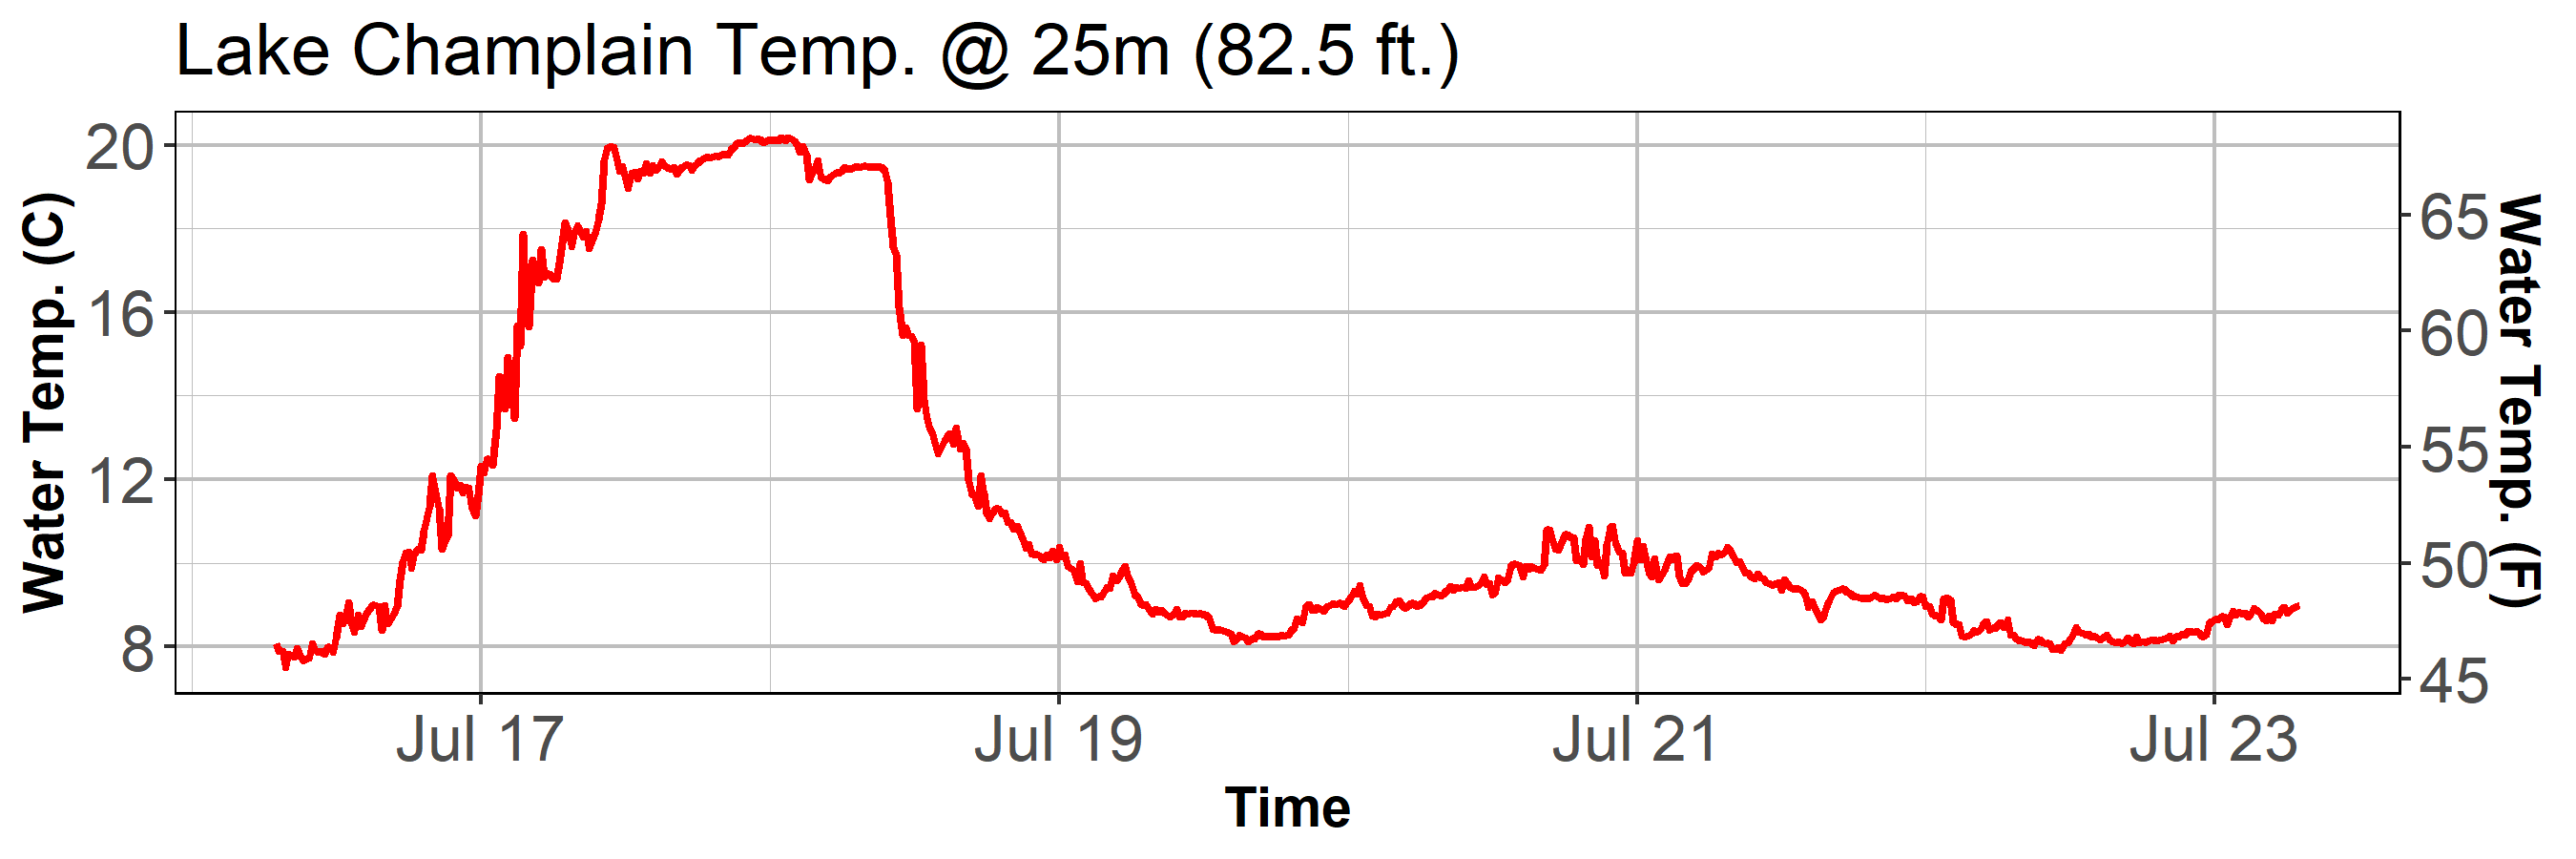 Lake Champlain Temp. @ 25m (82.5 ft.)
Water Temp. (C)
20
16
12
8
65
60
55
50
45
Water Temp. (F)
Jul 17
Jul 19
Jul 21
Jul 23
Time